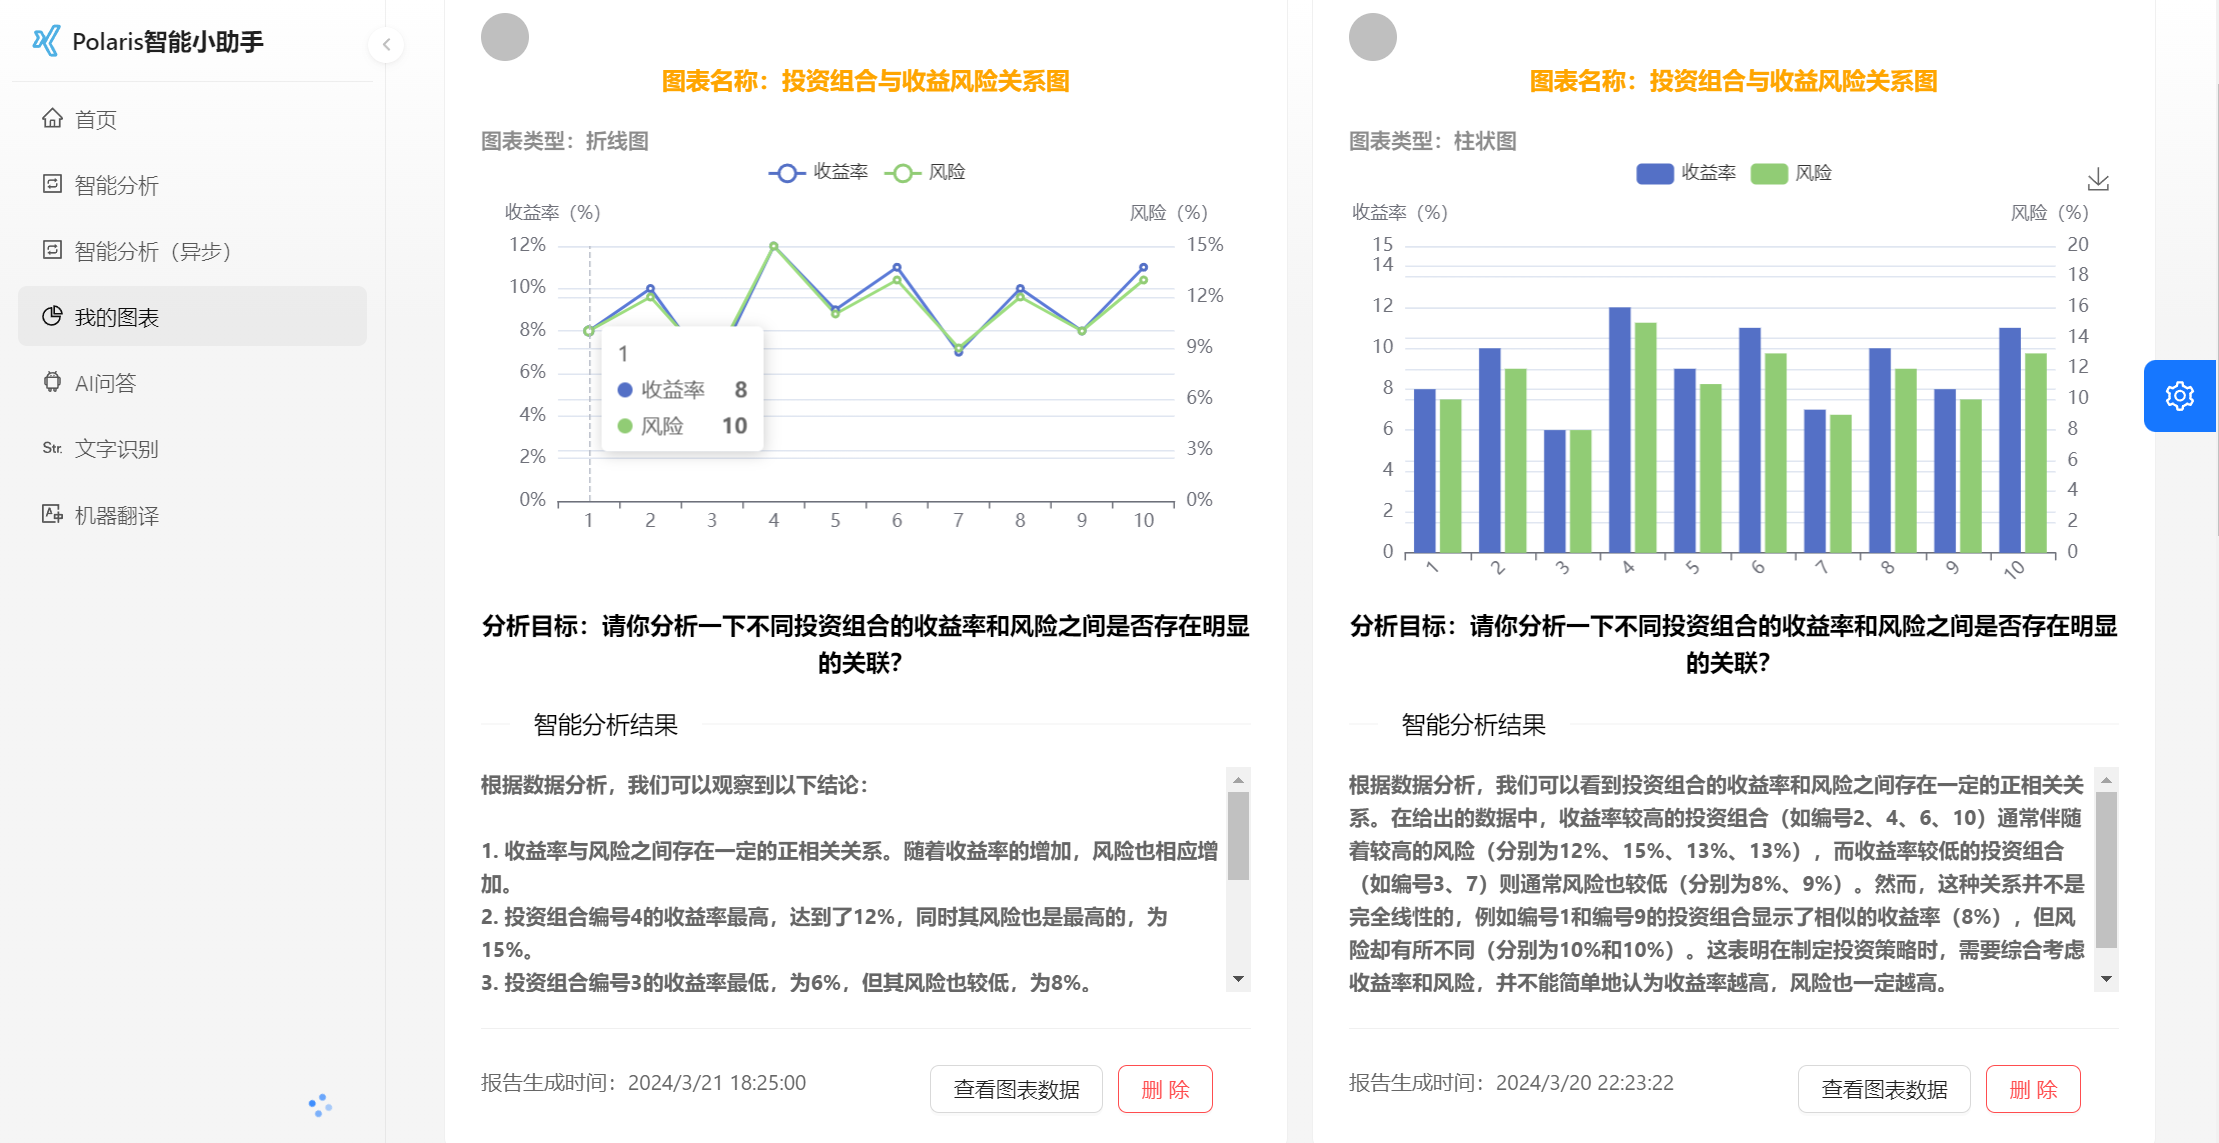 Polaris智能小助手
首页
智能分析
智能分析（异步）
我的图表
AI问答
Str. 文字识别
机器翻译
图表名称：投资组合与收益风险关系图
图表类型：折线图
收益率 风险
收益率（%） 风险（%）
12% 15%
10% 12%
8% 9%
6% 6%
4% 3%
2%
0% 0%
1
收益率 8
风险 10
1 2 3 4 5 6 7 8 9 10
分析目标：请你分析一下不同投资组合的收益率和风险之间是否存在明显
的关联？
智能分析结果
根据数据分析，我们可以观察到以下结论：
1. 收益率与风险之间存在一定的正相关关系。随着收益率的增加，风险也相应增
加。
2. 投资组合编号4的收益率最高，达到了12%，同时其风险也是最高的，为
15%。
3. 投资组合编号3的收益率最低，为6%，但其风险也较低，为8%。
报告生成时间：2024/3/21 18:25:00
查看图表数据 删 除
图表名称：投资组合与收益风险关系图
图表类型：柱状图
收益率 风险
收益率（%） 风险（%）
15 20
14 18
12 16
10 14
8 12
6 10
4 8
2 6
0 4
2
0
1 2 3 4 5 6 7 8 9 10
分析目标：请你分析一下不同投资组合的收益率和风险之间是否存在明显
的关联？
智能分析结果
根据数据分析，我们可以看到投资组合的收益率和风险之间存在一定的正相关关
系。在给出的数据中，收益率较高的投资组合（如编号2、4、6、10）通常伴随
着较高的风险（分别为12%、15%、13%、13%），而收益率较低的投资组合
（如编号3、7）则通常风险也较低（分别为8%、9%）。然而，这种关系并不是
完全线性的，例如编号1和编号9的投资组合显示了相似的收益率（8%），但风
险却有所不同（分别为10%和10%）。这表明在制定投资策略时，需要综合考虑
收益率和风险，并不能简单地认为收益率越高，风险也一定越高。
报告生成时间：2024/3/20 22:23:22
查看图表数据 删 除